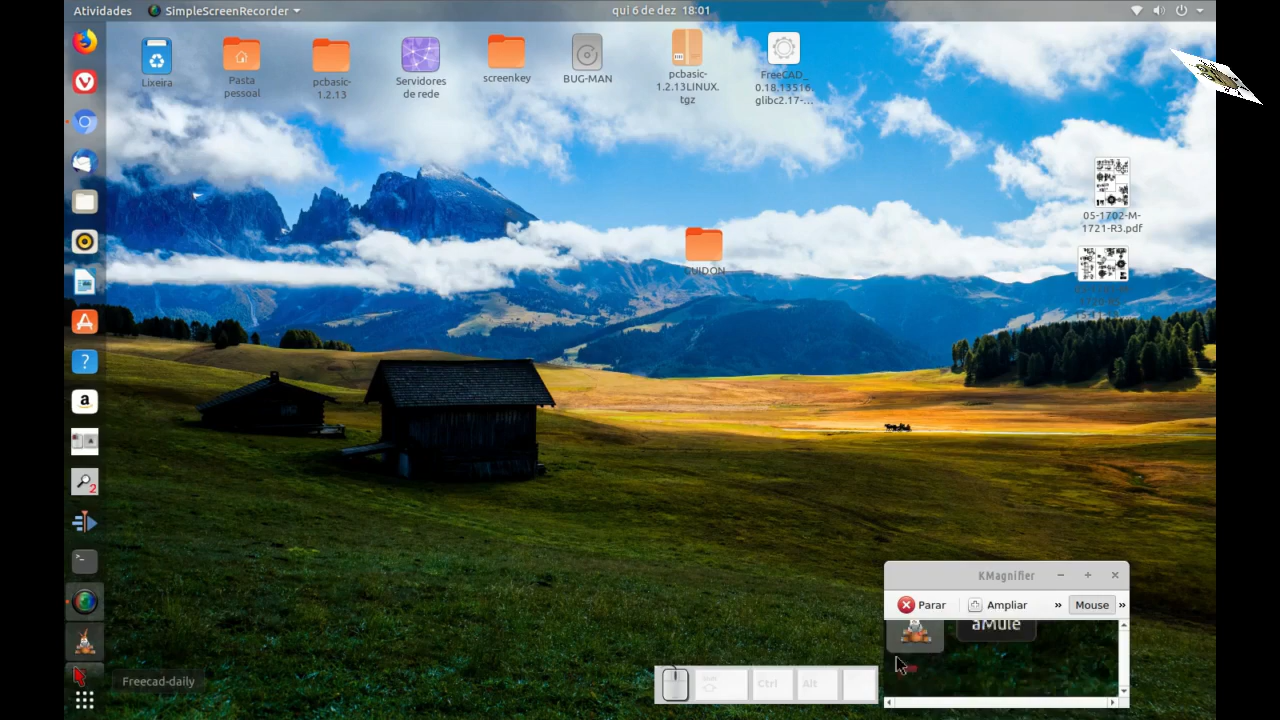 Atividades
SimpleScreenRecorder
qui 6 de dez 18:01
Lixeira
Pasta
pessoal
pcbasic-
1.2.13
Servidores
de rede
screenkey
BUG-MAN
pcbasic-
1.2.13LINUX.
tgz
FreeCAD_
0.18.13516.
glibc2.17-...
05-1702-M-
1721-R3.pdf
GUIDON
?
a
2
KMagnifier
Parar
Ampliar
»
Mouse
»
aMule
Freecad-daily
Ctrl
Alt